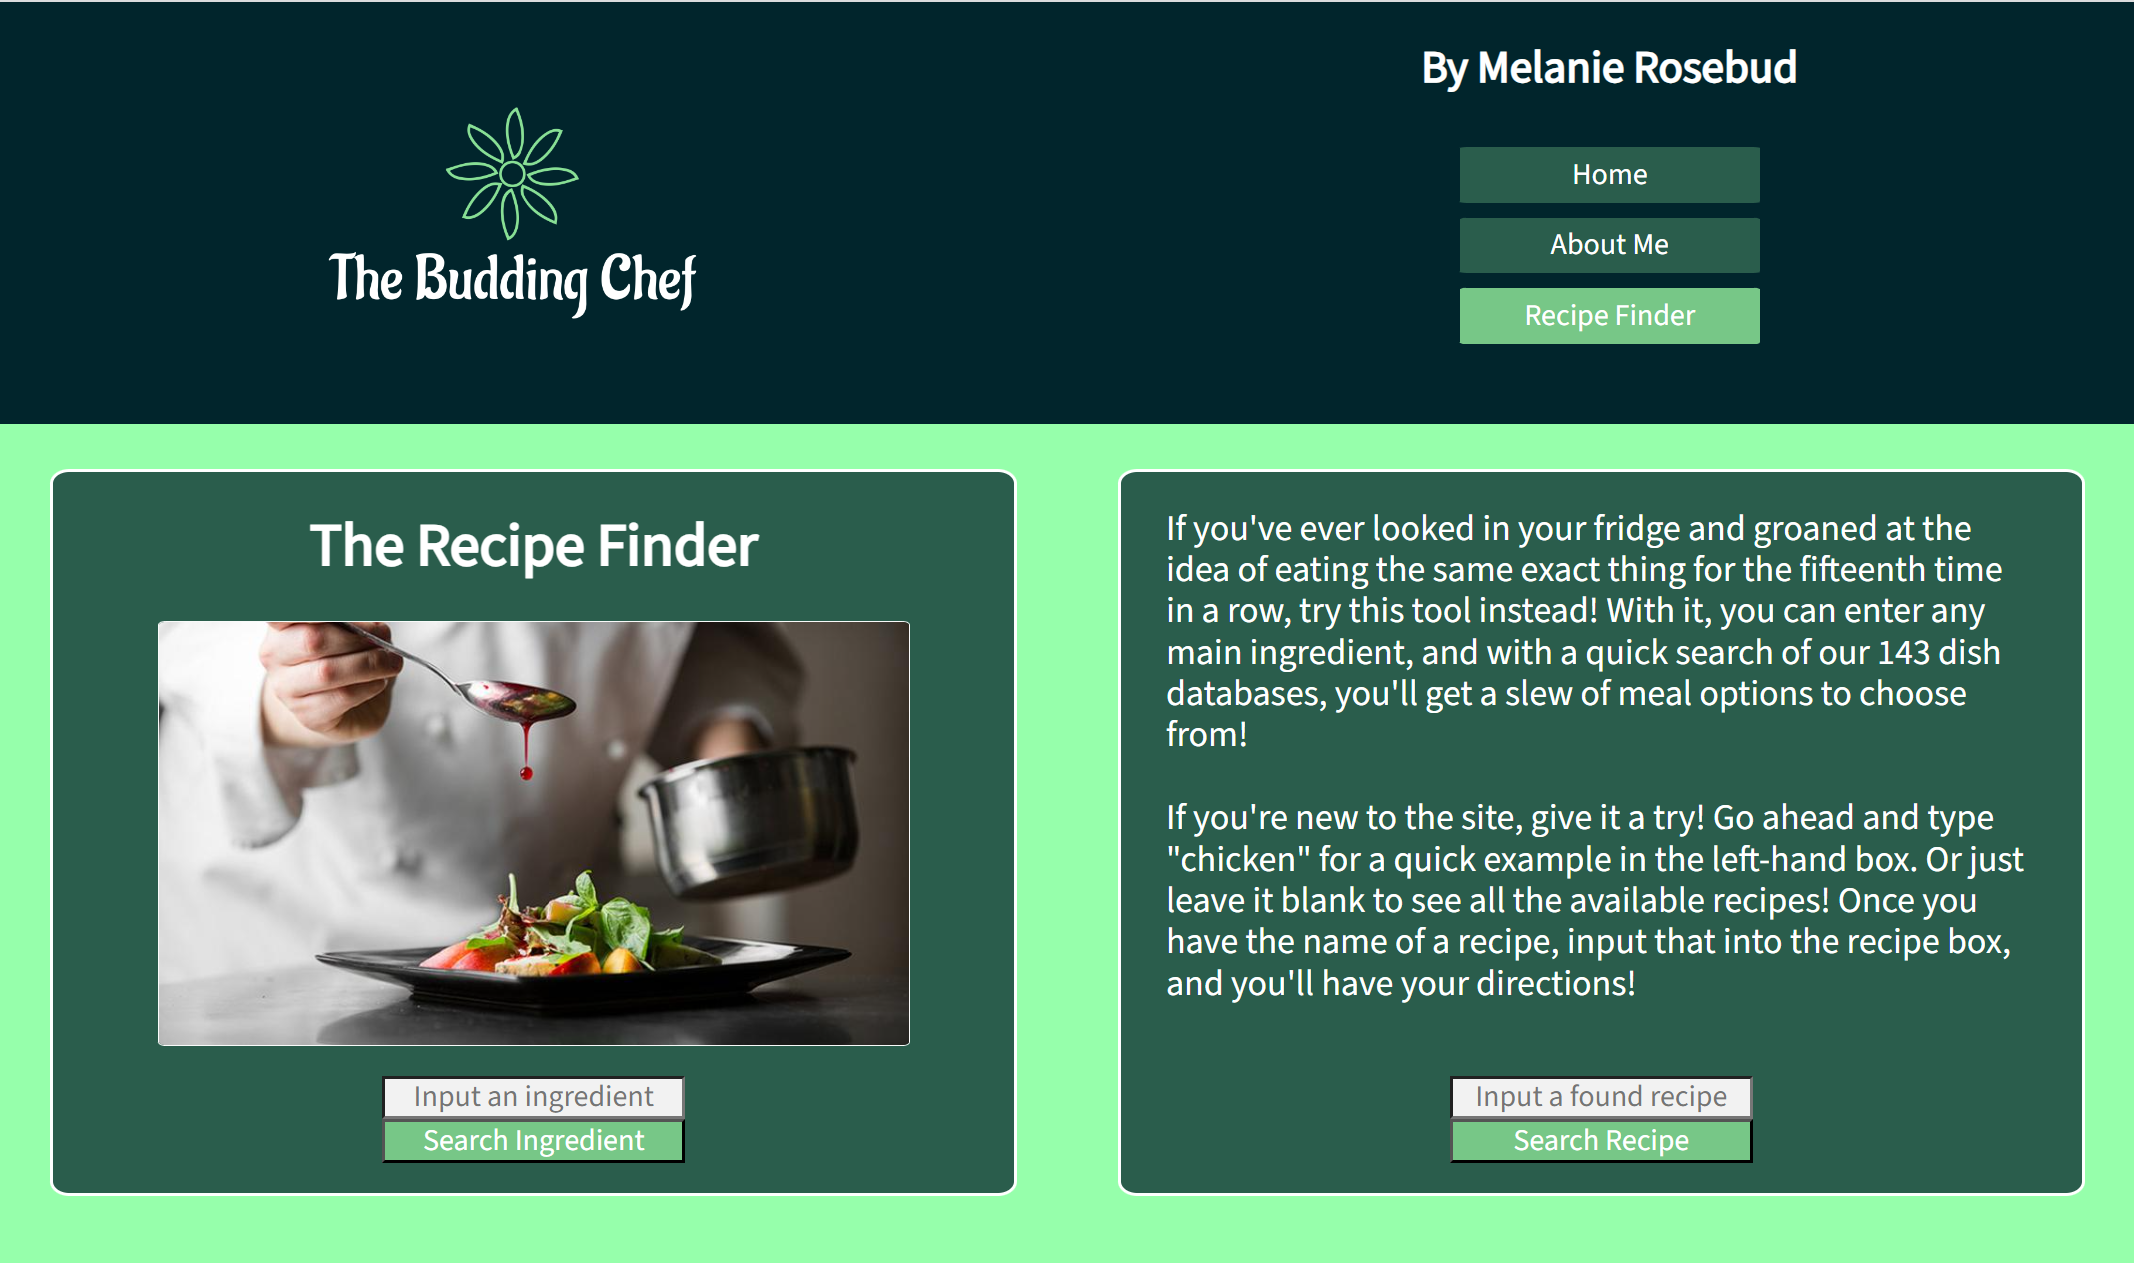 The Budding Chef
By Melanie Rosebud
Home
About Me
Recipe Finder
The Recipe Finder
Input an ingredient
Search Ingredient
If you've ever looked in your fridge and groaned at the
idea of eating the same exact thing for the fifteenth time
in a row, try this tool instead! With it, you can enter any
main ingredient, and with a quick search of our 143 dish
databases, you'll get a slew of meal options to choose
from!
If you're new to the site, give it a try! Go ahead and type
"chicken" for a quick example in the left-hand box. Or just
leave it blank to see all the available recipes! Once you
have the name of a recipe, input that into the recipe box,
and you'll have your directions!
Input a found recipe
Search Recipe